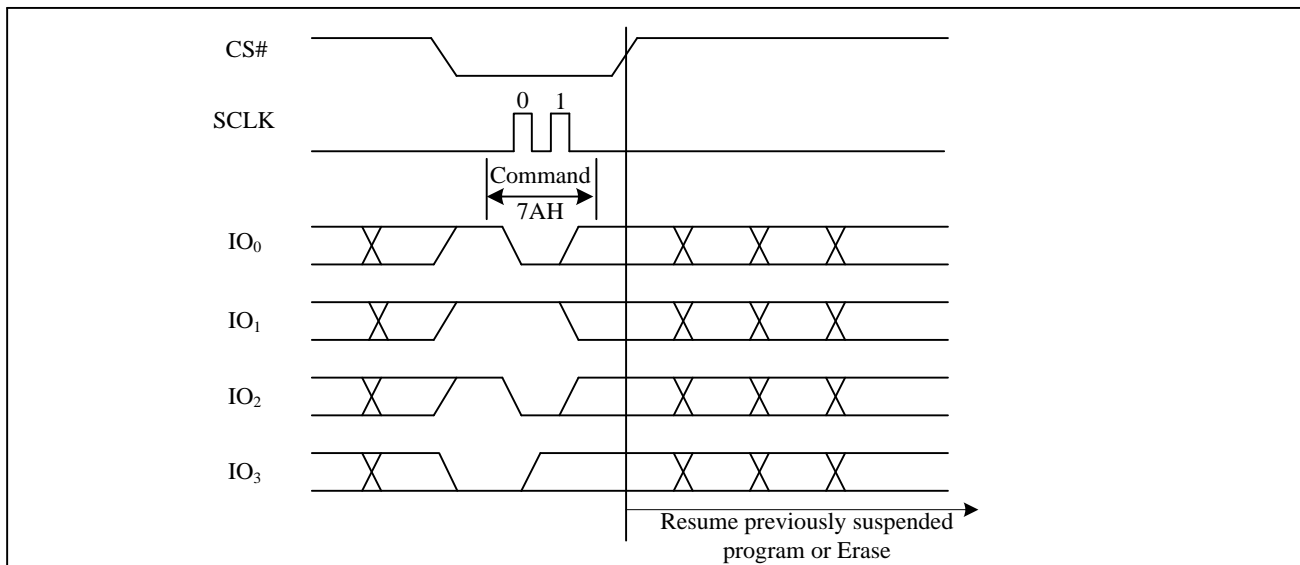 CS#
0 1
SCLK
Command
7AH
IO₀
IO₁
IO₂
IO₃
Resume previously suspended
program or Erase